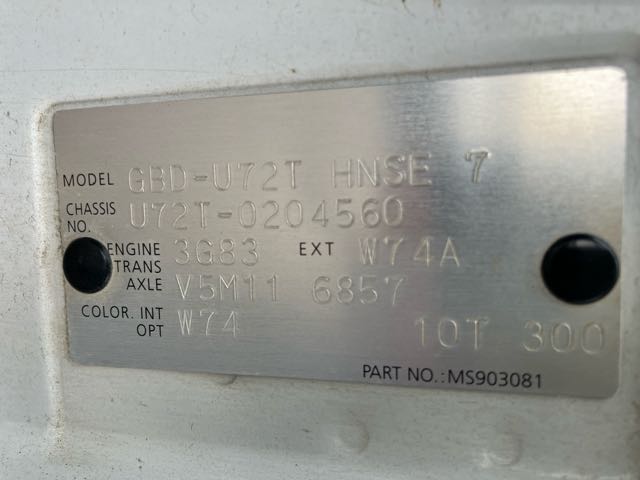 MODEL GBD-U72T HNSE 7
CHASSIS NO. U72T-0204560
ENGINE 3G83 EXT W74A
TRANS AXLE V5M11 6857
COLOR. INT OPT W74 10T 300
PART NO.:MS903081